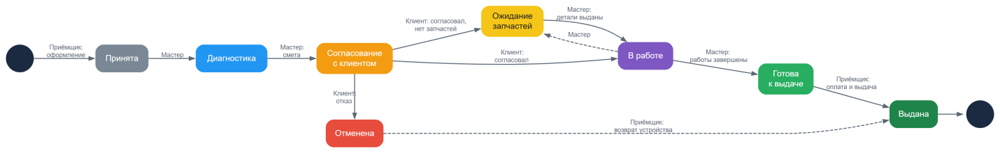 Приёмщик:
оформление
Принята
Мастер
Диагностика
Мастер:
смета
Согласование
с клиентом
Клиент: согласовал,
нет запчастей
Ожидание
запчастей
Мастер:
детали выданы
Мастер
Клиент:
согласовал
В работе
Мастер:
работы завершены
Готова
к выдаче
Приёмщик:
оплата и выдача
Выдана
Клиент:
отказ
Отменена
Приёмщик:
возврат устройства